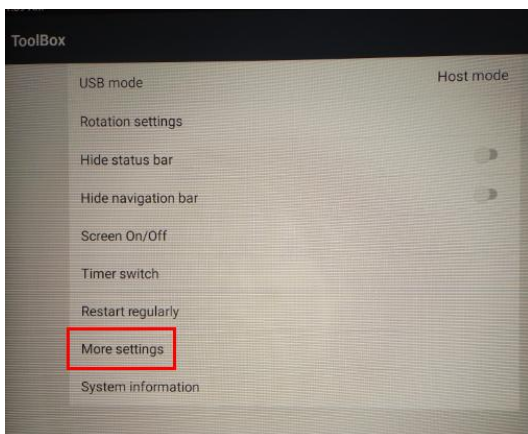 ToolBox
USB mode Host mode
Rotation settings
Hide status bar
Hide navigation bar
Screen On/Off
Timer switch
Restart regularly
More settings
System information